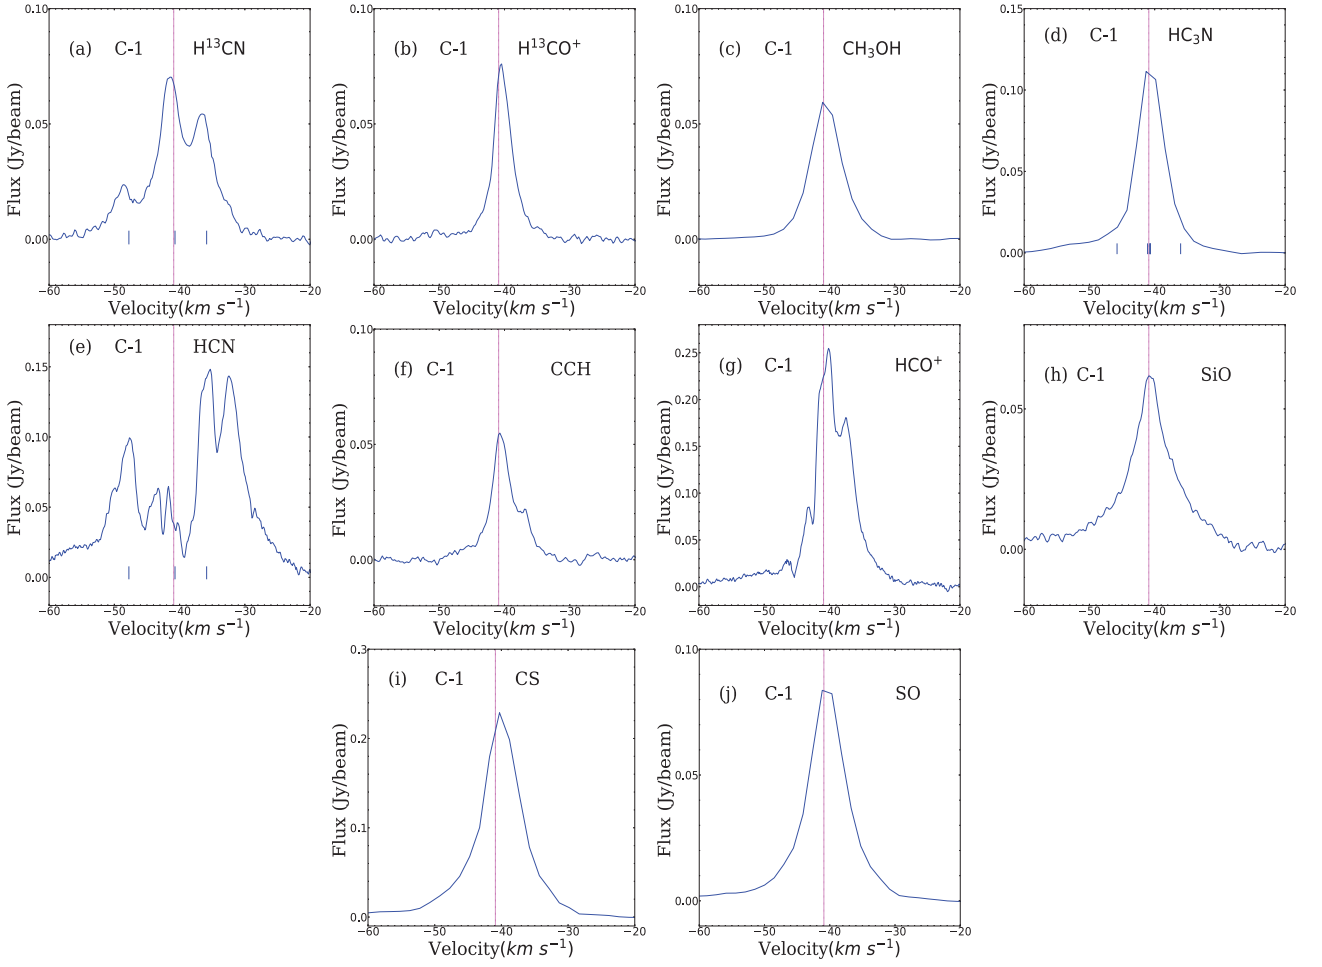 (a) C-1 H¹³CN
0.10
0.05
0.00
Flux (Jy/beam)
−60 −50 −40 −30 −20
Velocity(km s⁻¹)
(b) C-1 H¹³CO⁺
0.10
0.05
0.00
Flux (Jy/beam)
−60 −50 −40 −30 −20
Velocity(km s⁻¹)
(c) C-1 CH₃OH
0.10
0.05
0.00
Flux (Jy/beam)
−60 −50 −40 −30 −20
Velocity(km s⁻¹)
(d) C-1 HC₃N
0.15
0.10
0.05
0.00
Flux (Jy/beam)
−60 −50 −40 −30 −20
Velocity(km s⁻¹)
(e) C-1 HCN
0.15
0.10
0.05
0.00
Flux (Jy/beam)
−60 −50 −40 −30 −20
Velocity(km s⁻¹)
(f) C-1 CCH
0.10
0.05
0.00
Flux (Jy/beam)
−60 −50 −40 −30 −20
Velocity(km s⁻¹)
(g) C-1 HCO⁺
0.25
0.20
0.15
0.10
0.05
0.00
Flux (Jy/beam)
−60 −50 −40 −30 −20
Velocity(km s⁻¹)
(h) C-1 SiO
0.05
0.00
Flux (Jy/beam)
−60 −50 −40 −30 −20
Velocity(km s⁻¹)
(i) C-1 CS
0.3
0.2
0.1
0.0
Flux (Jy/beam)
−60 −50 −40 −30 −20
Velocity(km s⁻¹)
(j) C-1 SO
0.10
0.05
0.00
Flux (Jy/beam)
−60 −50 −40 −30 −20
Velocity(km s⁻¹)